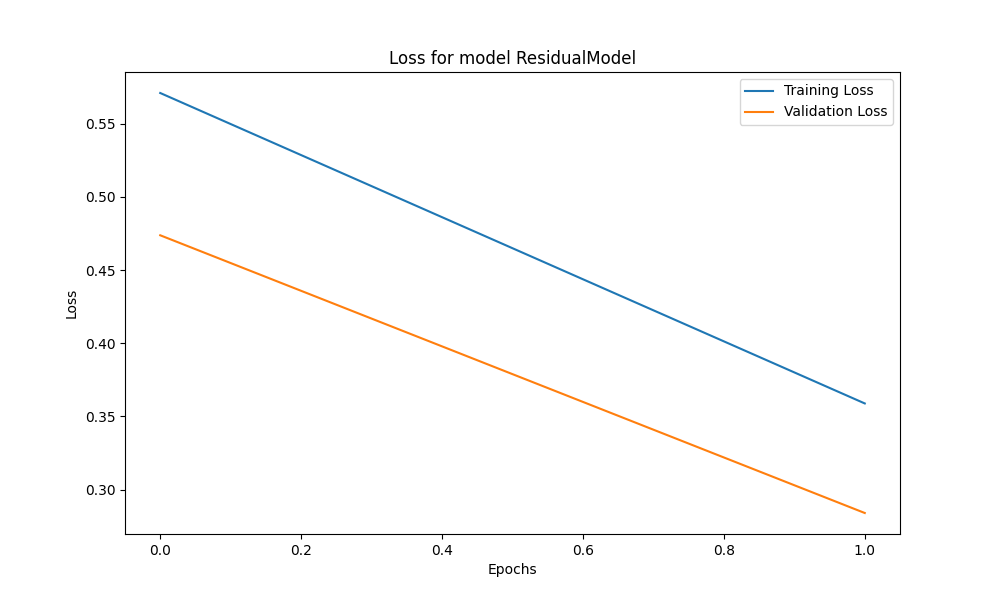 Loss for model ResidualModel
Training Loss
Validation Loss
0.55
0.50
0.45
0.40
0.35
0.30
Loss
0.0 0.2 0.4 0.6 0.8 1.0
Epochs